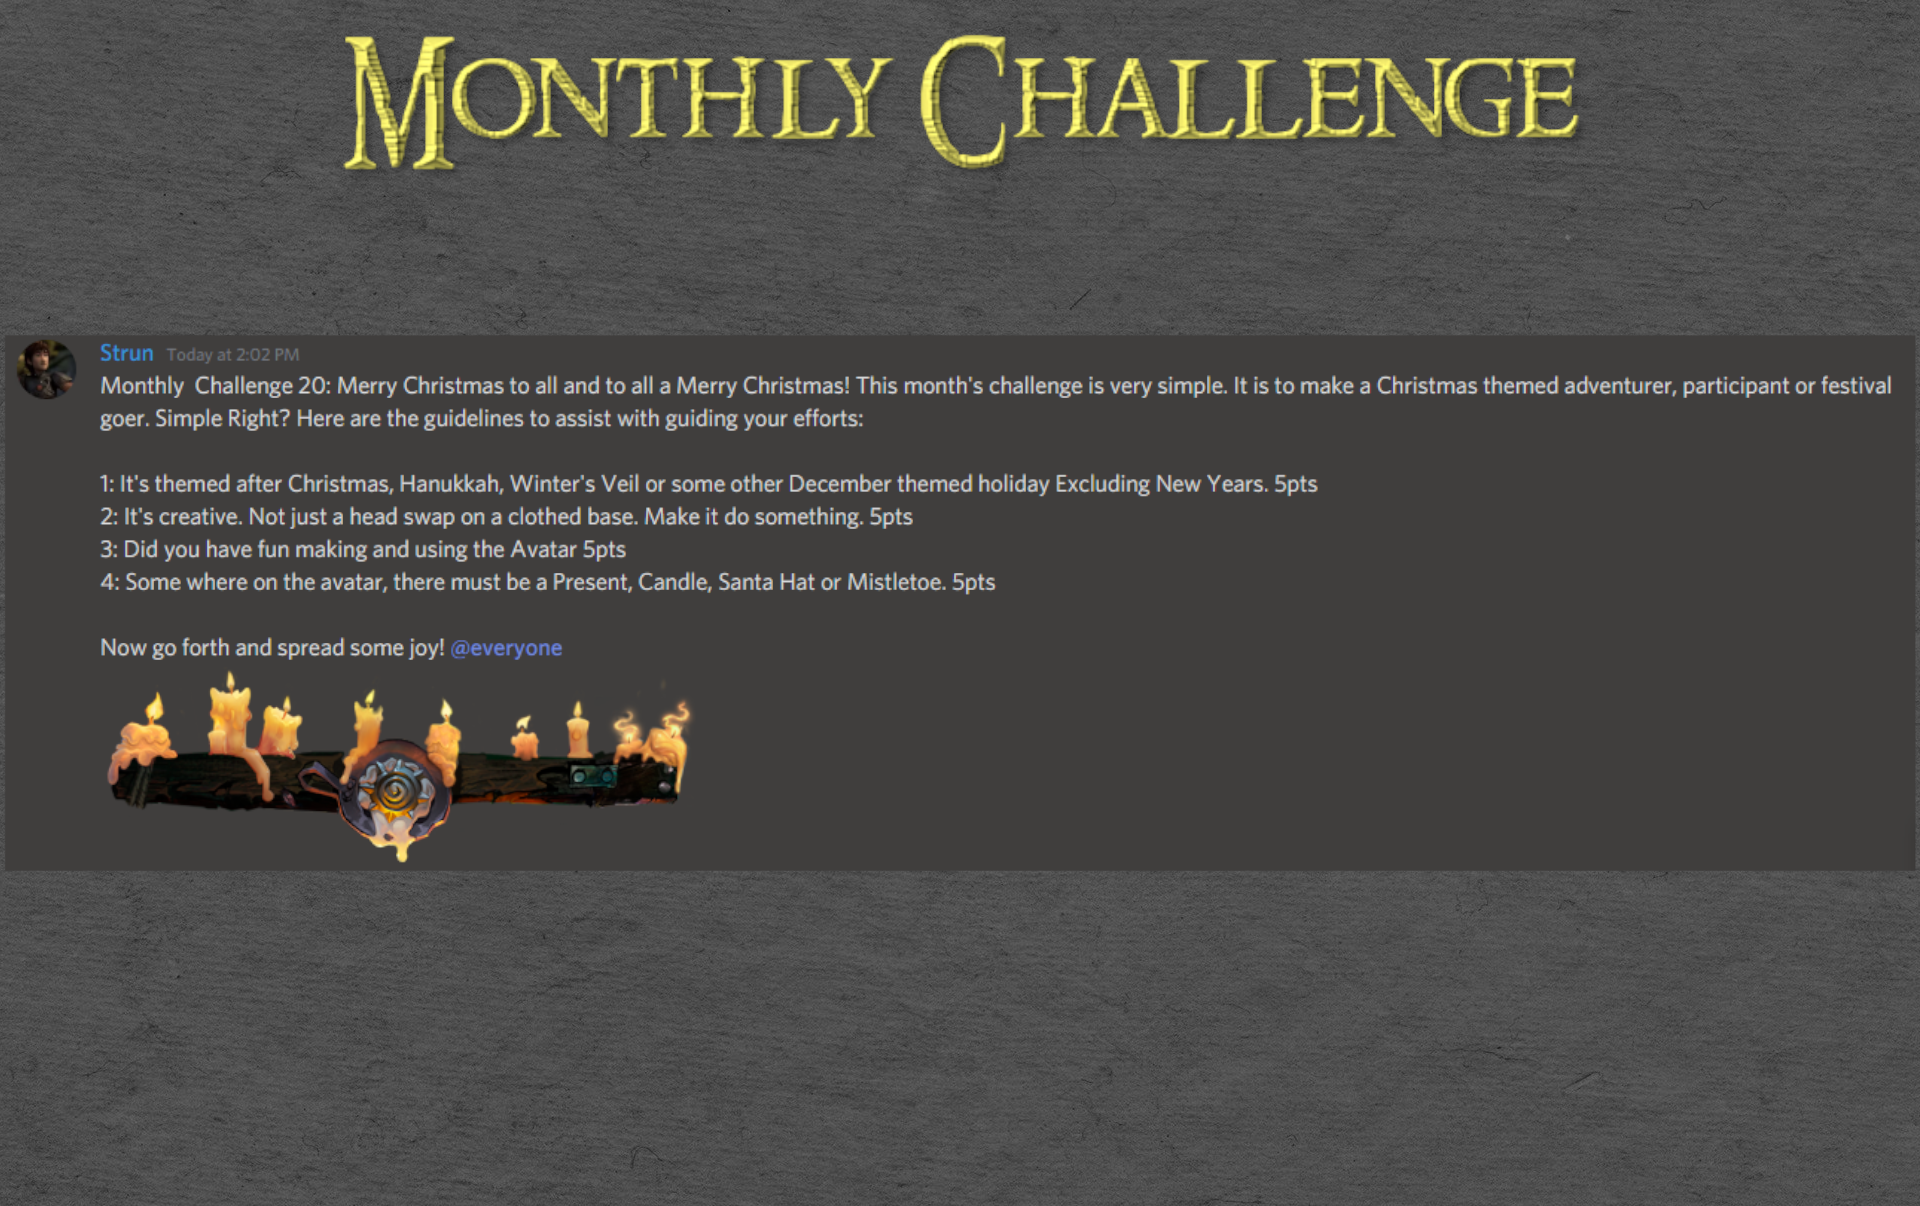 MONTHLY CHALLENGE
Strun Today at 2:02 PM
Monthly  Challenge 20: Merry Christmas to all and to all a Merry Christmas! This month's challenge is very simple. It is to make a Christmas themed adventurer, participant or festival
goer. Simple Right? Here are the guidelines to assist with guiding your efforts:
1: It's themed after Christmas, Hanukkah, Winter's Veil or some other December themed holiday Excluding New Years. 5pts
2: It's creative. Not just a head swap on a clothed base. Make it do something. 5pts
3: Did you have fun making and using the Avatar 5pts
4: Some where on the avatar, there must be a Present, Candle, Santa Hat or Mistletoe. 5pts
Now go forth and spread some joy! @everyone